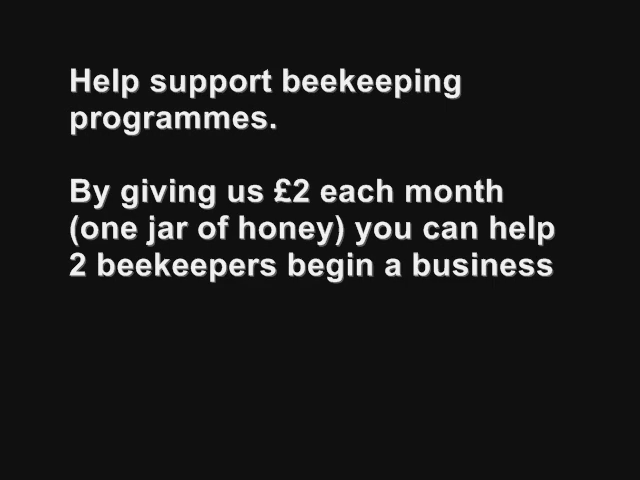 Help support beekeeping
programmes.
By giving us £2 each month
(one jar of honey) you can help
2 beekeepers begin a business